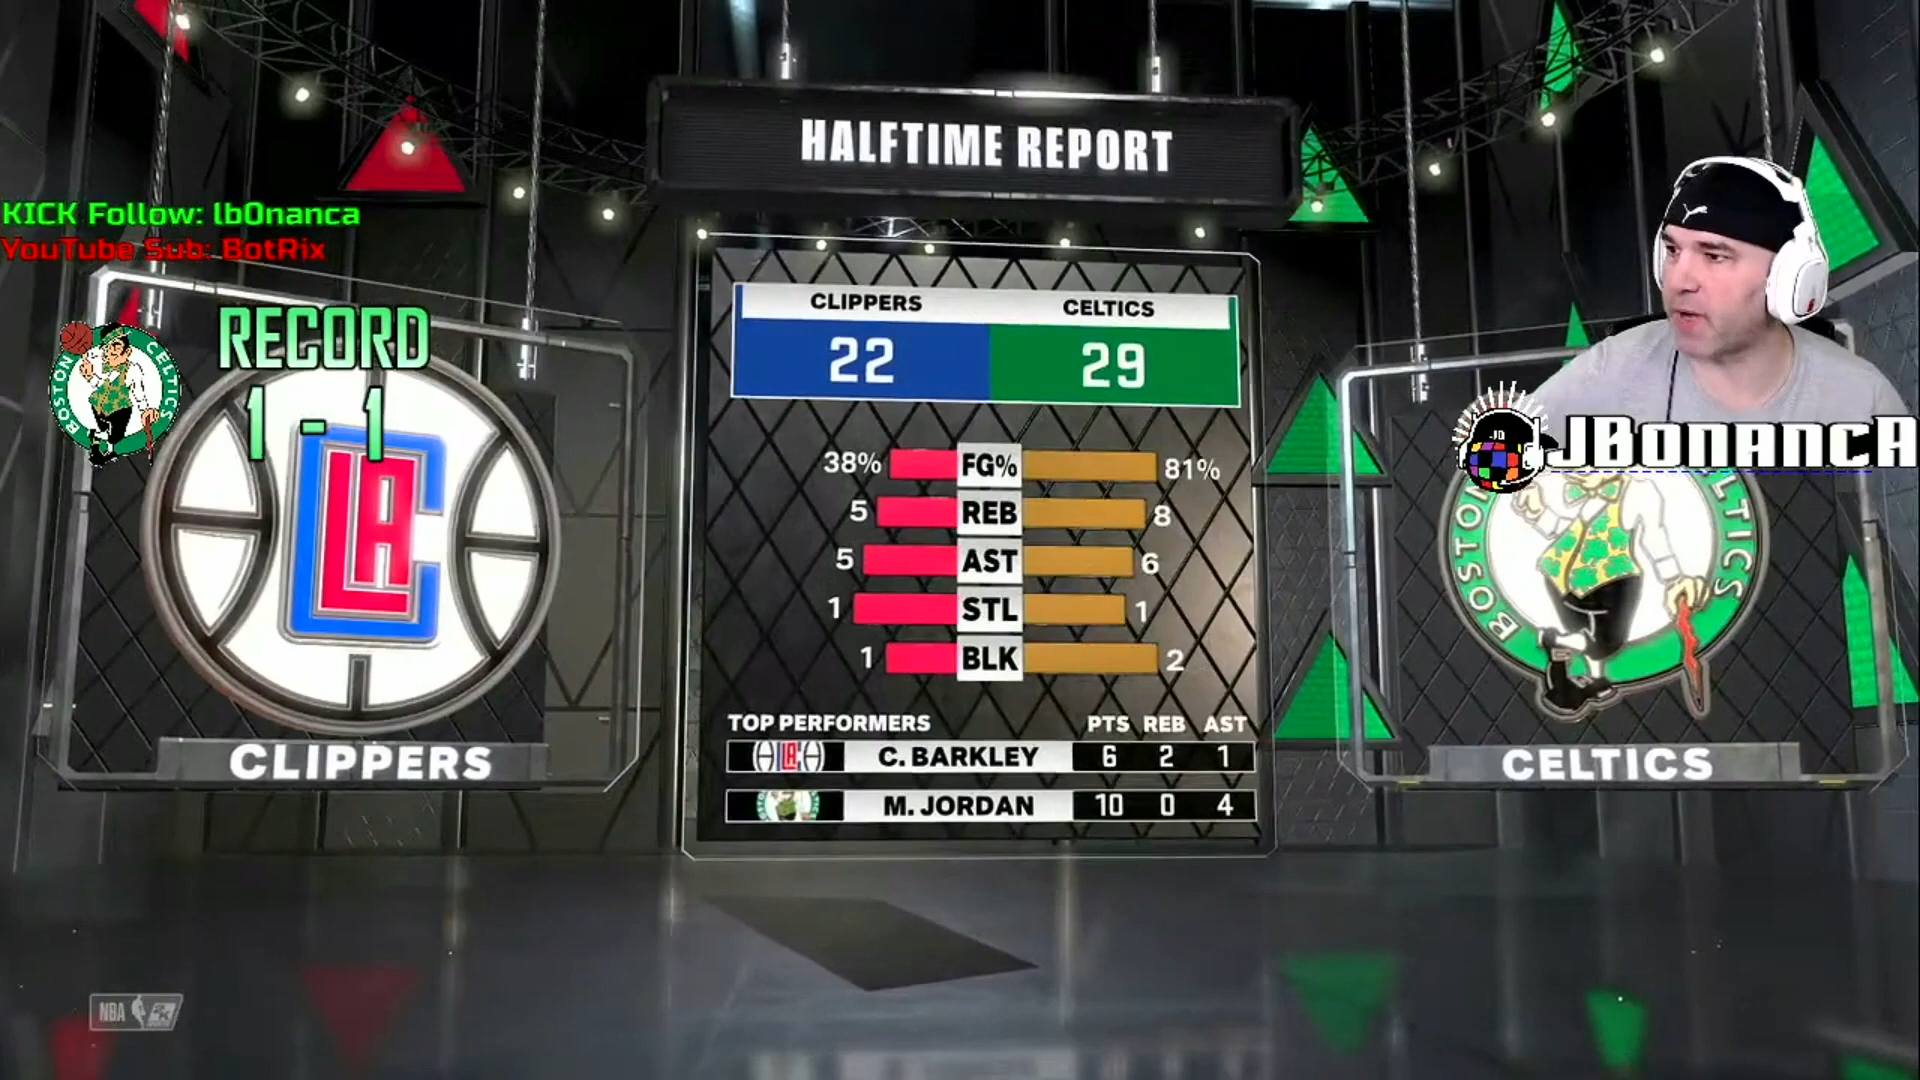 HALFTIME REPORT
KICK Follow: lb0nanca
YouTube Sub: BotRix
RECORD
1 - 1
BOSTON CELTICS
CLIPPERS CELTICS
22 29
38% FG% 81%
5 REB 8
5 AST 6
1 STL 1
1 BLK 2
TOP PERFORMERS PTS REB AST
C. BARKLEY 6 2 1
M. JORDAN 10 0 4
LA
CLIPPERS
JBonancA
CELTICS
NBA